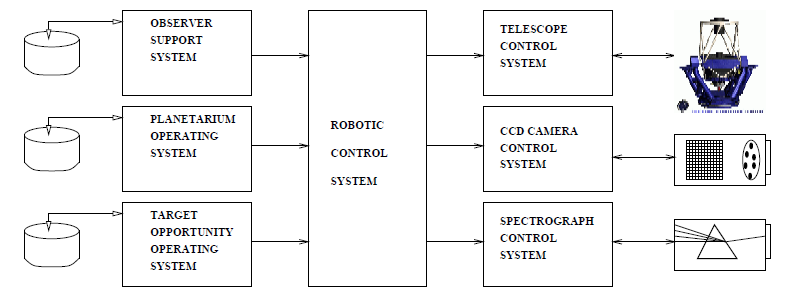 OBSERVER
SUPPORT
SYSTEM
PLANETARIUM
OPERATING
SYSTEM
TARGET
OPPORTUNITY
OPERATING
SYSTEM
ROBOTIC
CONTROL
SYSTEM
TELESCOPE
CONTROL
SYSTEM
CCD CAMERA
CONTROL
SYSTEM
SPECTROGRAPH
CONTROL
SYSTEM